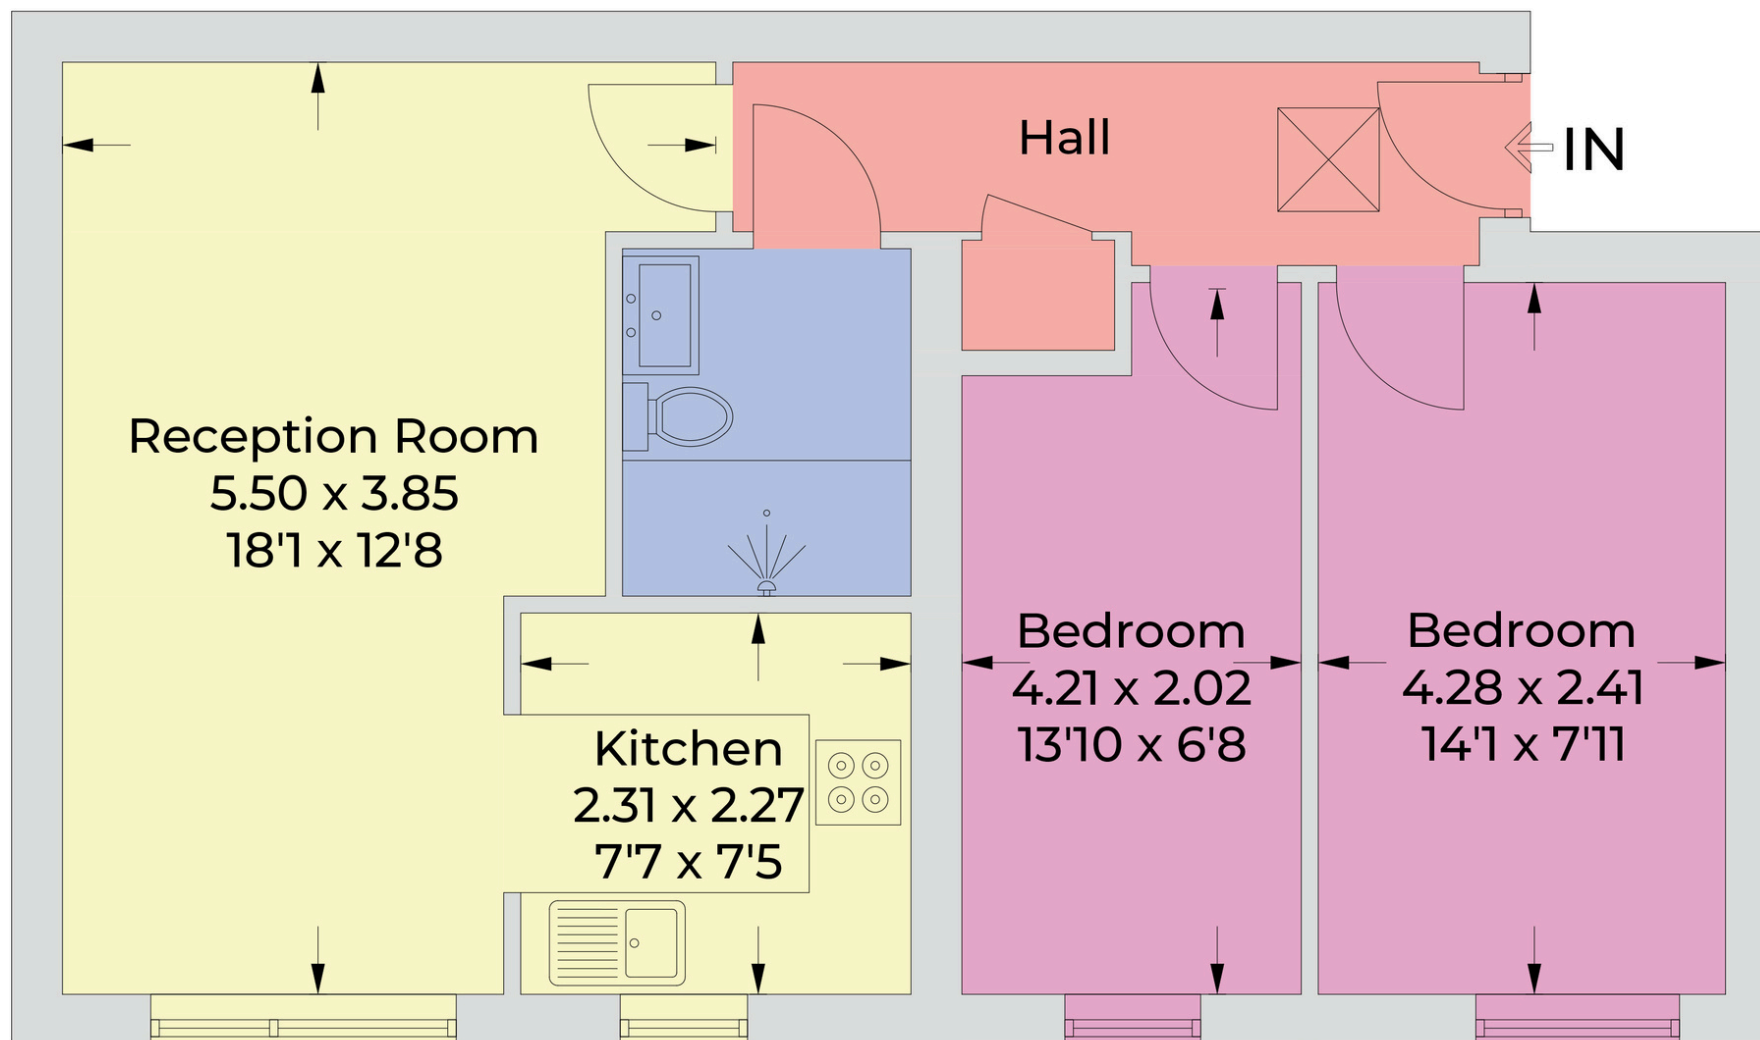 Hall
IN
Reception Room
5.50 x 3.85
18'1 x 12'8
Kitchen
2.31 x 2.27
7'7 x 7'5
Bedroom
4.21 x 2.02
13'10 x 6'8
Bedroom
4.28 x 2.41
14'1 x 7'11